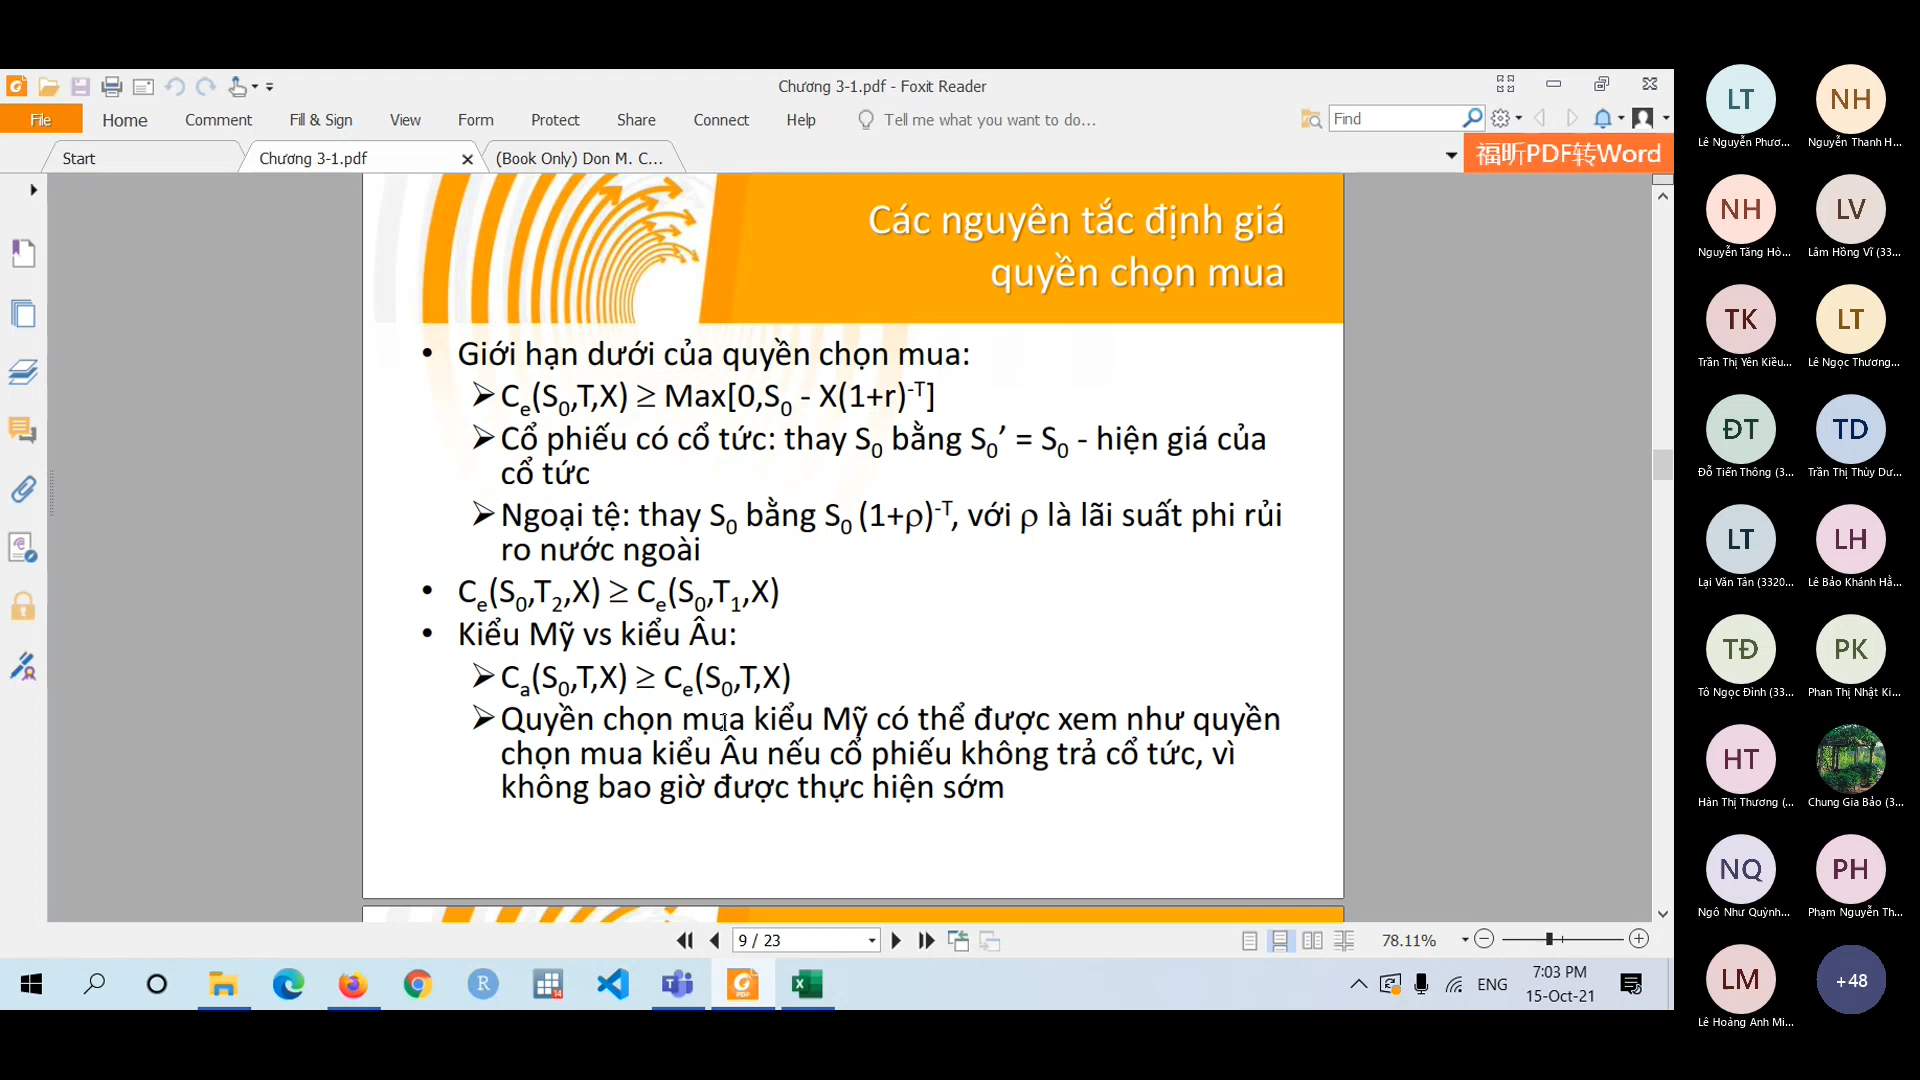 Chương 3-1.pdf - Foxit Reader
File Home Comment Fill & Sign View Form Protect Share Connect Help Tell me what you want to do... Find
Start Chương 3-1.pdf (Book Only) Don M. C... 福昕PDF转Word
Các nguyên tắc định giá
quyền chọn mua
• Giới hạn dưới của quyền chọn mua:
➢ Cₑ(S₀,T,X) ≥ Max[0,S₀ - X(1+r)⁻ᵀ]
➢ Cổ phiếu có cổ tức: thay S₀ bằng S₀’ = S₀ - hiện giá của
cổ tức
➢ Ngoại tệ: thay S₀ bằng S₀ (1+ρ)⁻ᵀ, với ρ là lãi suất phi rủi
ro nước ngoài
• Cₑ(S₀,T₂,X) ≥ Cₑ(S₀,T₁,X)
• Kiểu Mỹ vs kiểu Âu:
➢ Cₐ(S₀,T,X) ≥ Cₑ(S₀,T,X)
➢ Quyền chọn mua kiểu Mỹ có thể được xem như quyền
chọn mua kiểu Âu nếu cổ phiếu không trả cổ tức, vì
không bao giờ được thực hiện sớm
9 / 23 78.11%
ENG 7:03 PM
15-Oct-21
LT NH
Lê Nguyễn Phươ... Nguyễn Thanh H...
NH LV
Nguyễn Tăng Hò... Lâm Hồng Vĩ (33...
TK LT
Trần Thị Yên Kiều... Lê Ngọc Thương...
ĐT TD
Đỗ Tiến Thông (3... Trần Thị Thùy Dư...
LT LH
Lại Văn Tân (3320... Lê Bảo Khánh Hằ...
TĐ PK
Tô Ngọc Đỉnh (33... Phan Thị Nhật Ki...
HT
Hàn Thị Thương (... Chung Gia Bảo (3...
NQ PH
Ngô Như Quỳnh... Phạm Nguyễn Th...
LM +48
Lê Hoảng Anh Mi...